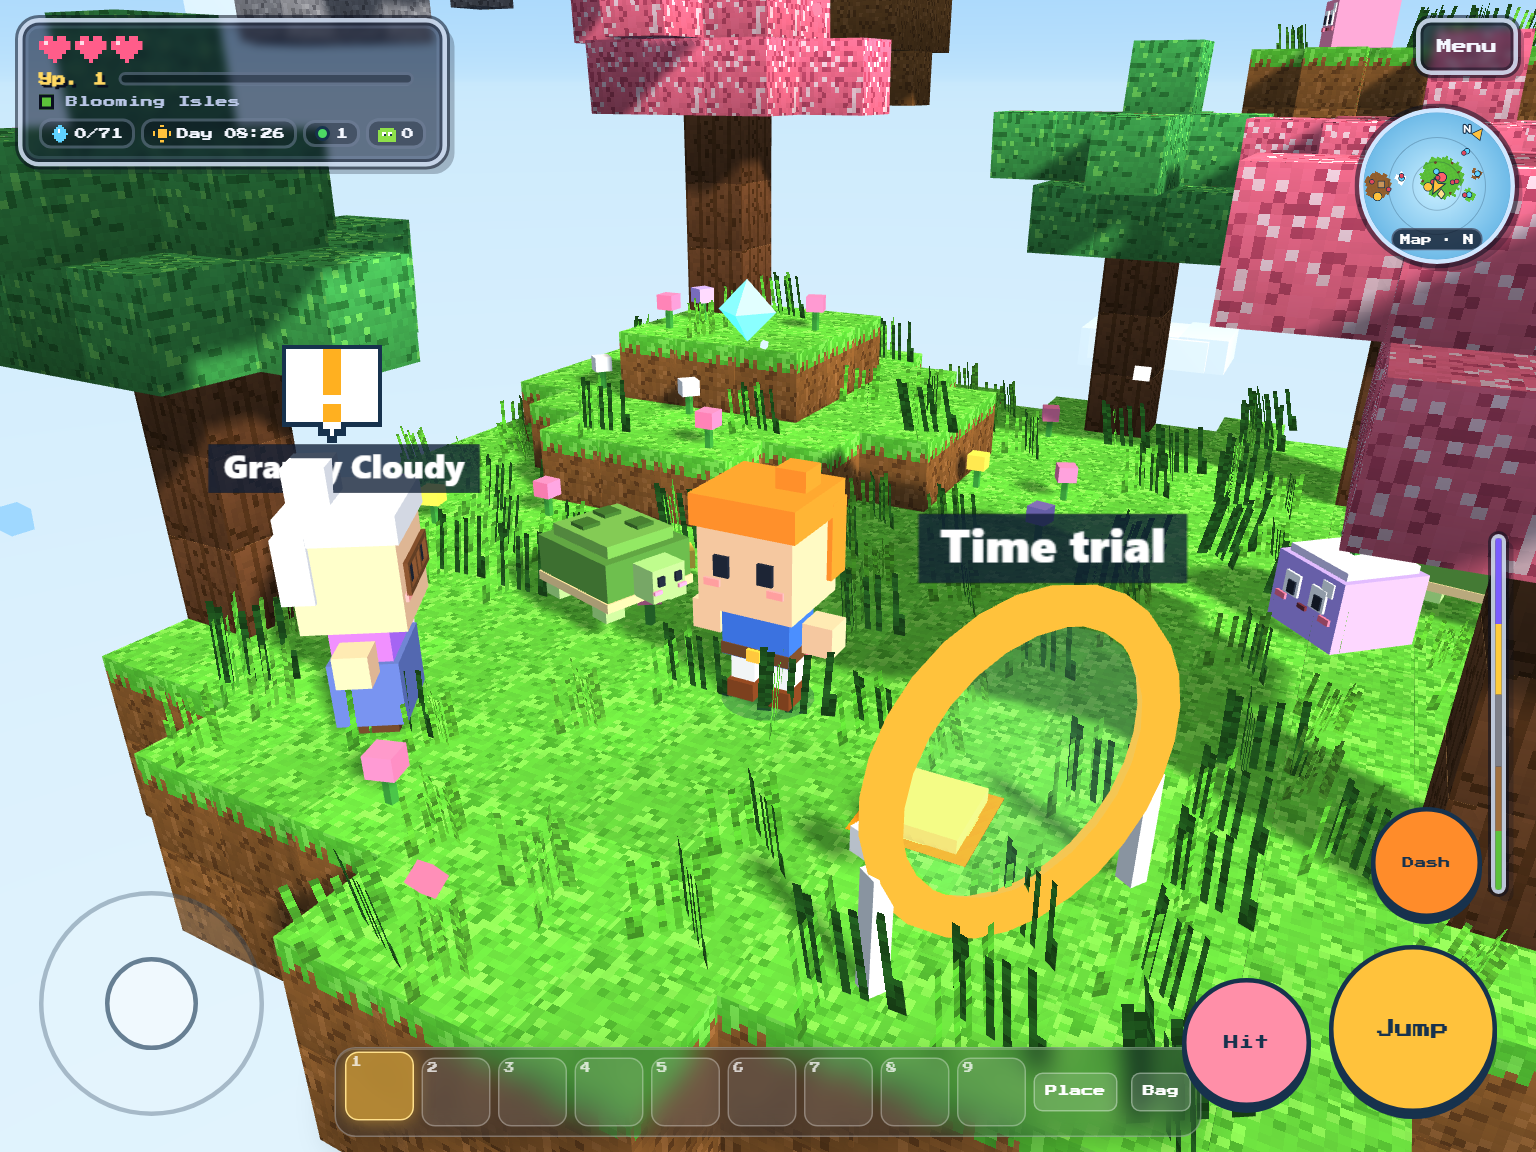 Yp. 1
Blooming Isles
0/71
Day 08:26
1
0
Menu
N
Map · N
Cloudy
Time trial
Dash
Hit
Jump
1
2
3
4
5
6
7
8
9
Place
Bag